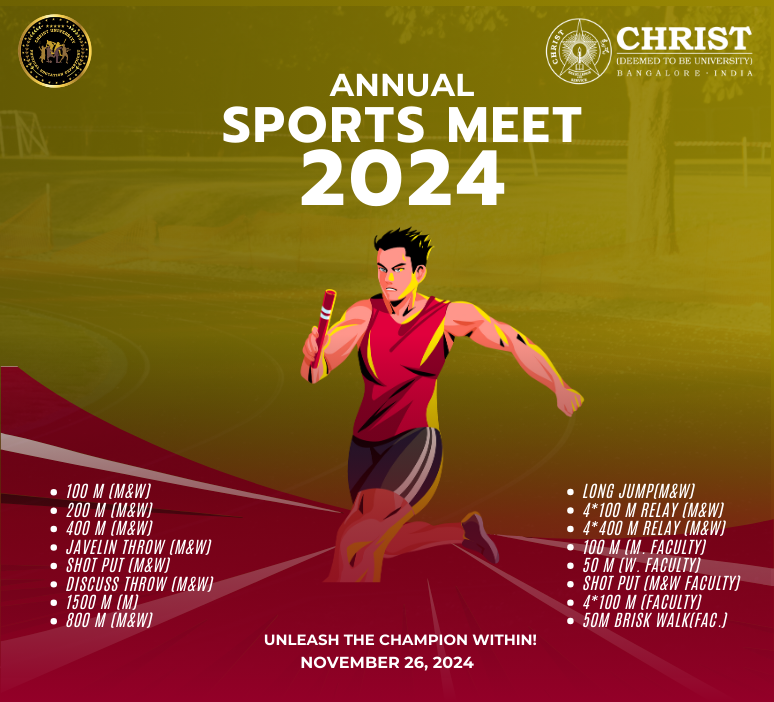 CHRIST
(DEEMED TO BE UNIVERSITY)
BANGALORE · INDIA
ANNUAL
SPORTS MEET
2024
100 M (M&W)
200 M (M&W)
400 M (M&W)
JAVELIN THROW (M&W)
SHOT PUT (M&W)
DISCUSS THROW (M&W)
1500 M (M)
800 M (M&W)
LONG JUMP(M&W)
4*100 M RELAY (M&W)
4*400 M RELAY (M&W)
100 M (M. FACULTY)
50 M (W. FACULTY)
SHOT PUT (M&W FACULTY)
4*100 M (FACULTY)
50M BRISK WALK(FAC.)
UNLEASH THE CHAMPION WITHIN!
NOVEMBER 26, 2024